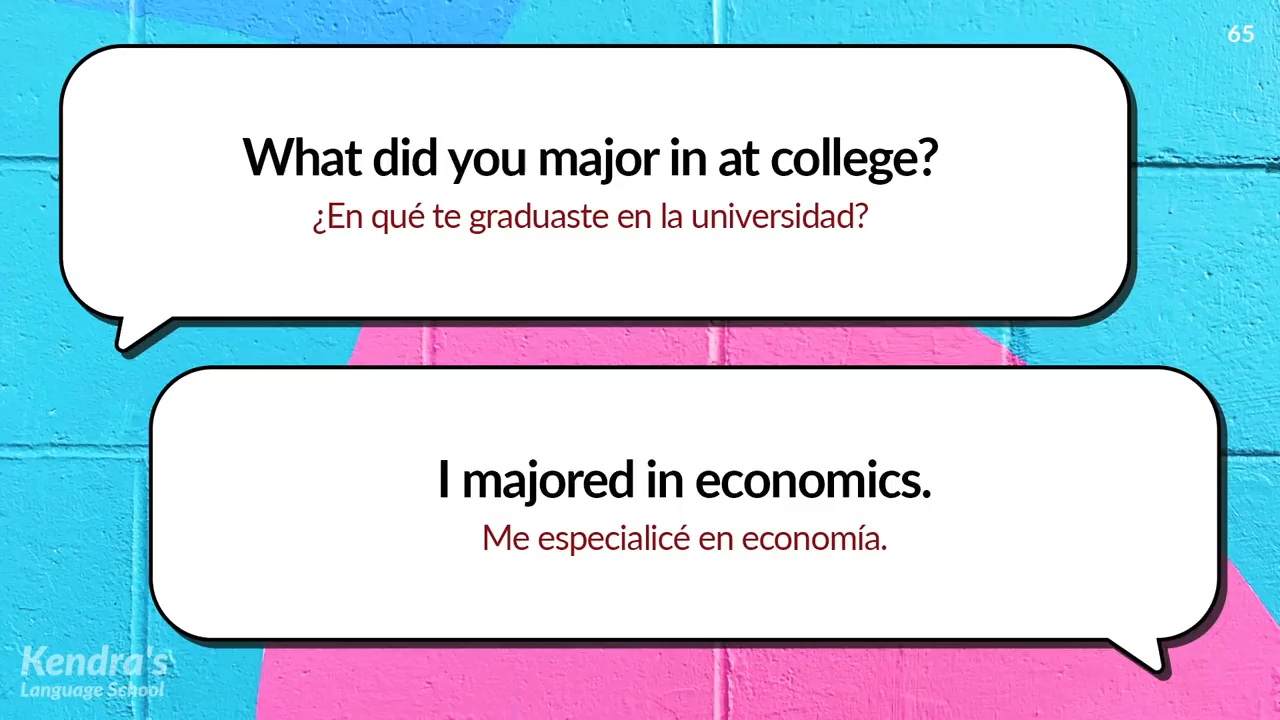 65
What did you major in at college?
¿En qué te graduaste en la universidad?
I majored in economics.
Me especialicé en economía.
Kendra's
Language School